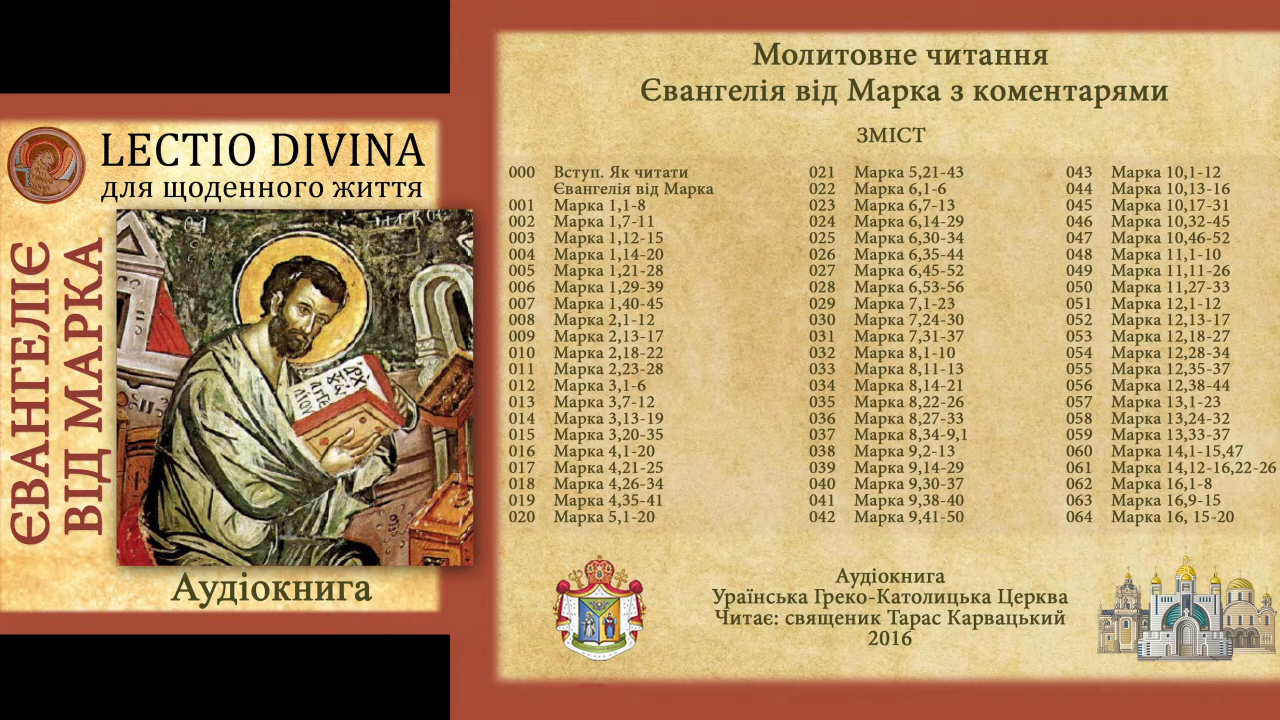 LECTIO DIVINA
для щоденного життя
ЄВАНГЕЛІЄ
ВІД МАРКА
Аудіокнига
Молитовне читання
Євангелія від Марка з коментарями
ЗМІСТ
000 Вступ. Як читати
Євангелія від Марка
001 Марка 1,1-8
002 Марка 1,7-11
003 Марка 1,12-15
004 Марка 1,14-20
005 Марка 1,21-28
006 Марка 1,29-39
007 Марка 1,40-45
008 Марка 2,1-12
009 Марка 2,13-17
010 Марка 2,18-22
011 Марка 2,23-28
012 Марка 3,1-6
013 Марка 3,7-12
014 Марка 3,13-19
015 Марка 3,20-35
016 Марка 4,1-20
017 Марка 4,21-25
018 Марка 4,26-34
019 Марка 4,35-41
020 Марка 5,1-20
021 Марка 5,21-43
022 Марка 6,1-6
023 Марка 6,7-13
024 Марка 6,14-29
025 Марка 6,30-34
026 Марка 6,35-44
027 Марка 6,45-52
028 Марка 6,53-56
029 Марка 7,1-23
030 Марка 7,24-30
031 Марка 7,31-37
032 Марка 8,1-10
033 Марка 8,11-13
034 Марка 8,14-21
035 Марка 8,22-26
036 Марка 8,27-33
037 Марка 8,34-9,1
038 Марка 9,2-13
039 Марка 9,14-29
040 Марка 9,30-37
041 Марка 9,38-40
042 Марка 9,41-50
043 Марка 10,1-12
044 Марка 10,13-16
045 Марка 10,17-31
046 Марка 10,32-45
047 Марка 10,46-52
048 Марка 11,1-10
049 Марка 11,11-26
050 Марка 11,27-33
051 Марка 12,1-12
052 Марка 12,13-17
053 Марка 12,18-27
054 Марка 12,28-34
055 Марка 12,35-37
056 Марка 12,38-44
057 Марка 13,1-23
058 Марка 13,24-32
059 Марка 13,33-37
060 Марка 14,1-15,47
061 Марка 14,12-16,22-26
062 Марка 16,1-8
063 Марка 16,9-15
064 Марка 16, 15-20
Аудіокнига
Ураїнська Греко-Католицька Церква
Читає: священик Тарас Карвацький
2016